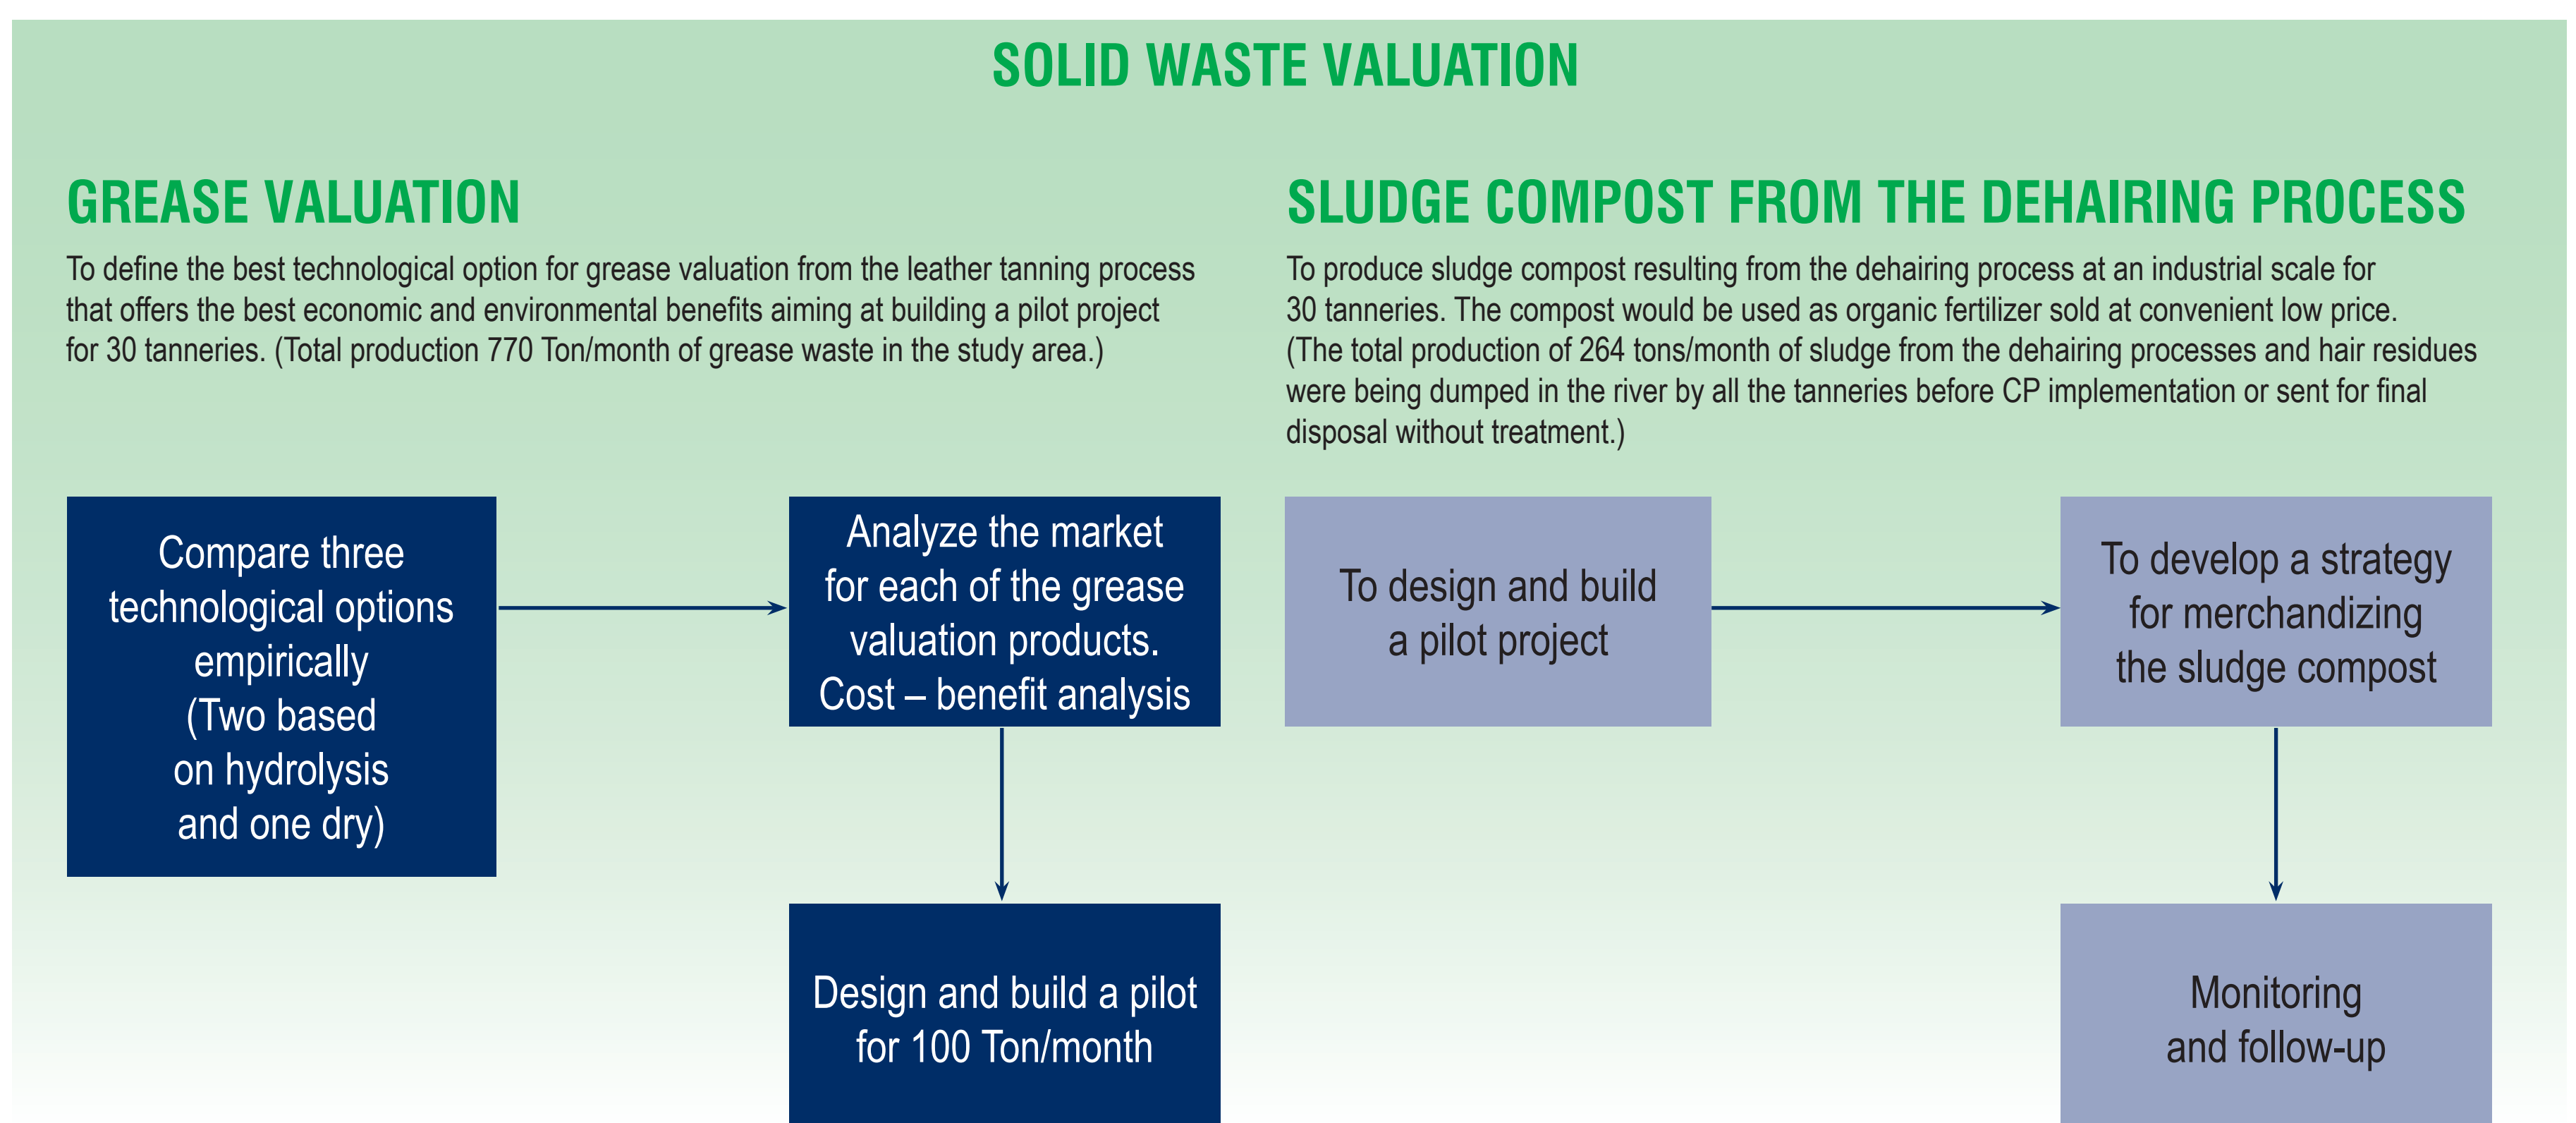 SOLID WASTE VALUATION
GREASE VALUATION
To define the best technological option for grease valuation from the leather tanning process
that offers the best economic and environmental benefits aiming at building a pilot project
for 30 tanneries. (Total production 770 Ton/month of grease waste in the study area.)
Compare three
technological options
empirically
(Two based
on hydrolysis
and one dry)
Analyze the market
for each of the grease
valuation products.
Cost – benefit analysis
Design and build a pilot
for 100 Ton/month
SLUDGE COMPOST FROM THE DEHAIRING PROCESS
To produce sludge compost resulting from the dehairing process at an industrial scale for
30 tanneries. The compost would be used as organic fertilizer sold at convenient low price.
(The total production of 264 tons/month of sludge from the dehairing processes and hair residues
were being dumped in the river by all the tanneries before CP implementation or sent for final
disposal without treatment.)
To design and build
a pilot project
To develop a strategy
for merchandizing
the sludge compost
Monitoring
and follow-up